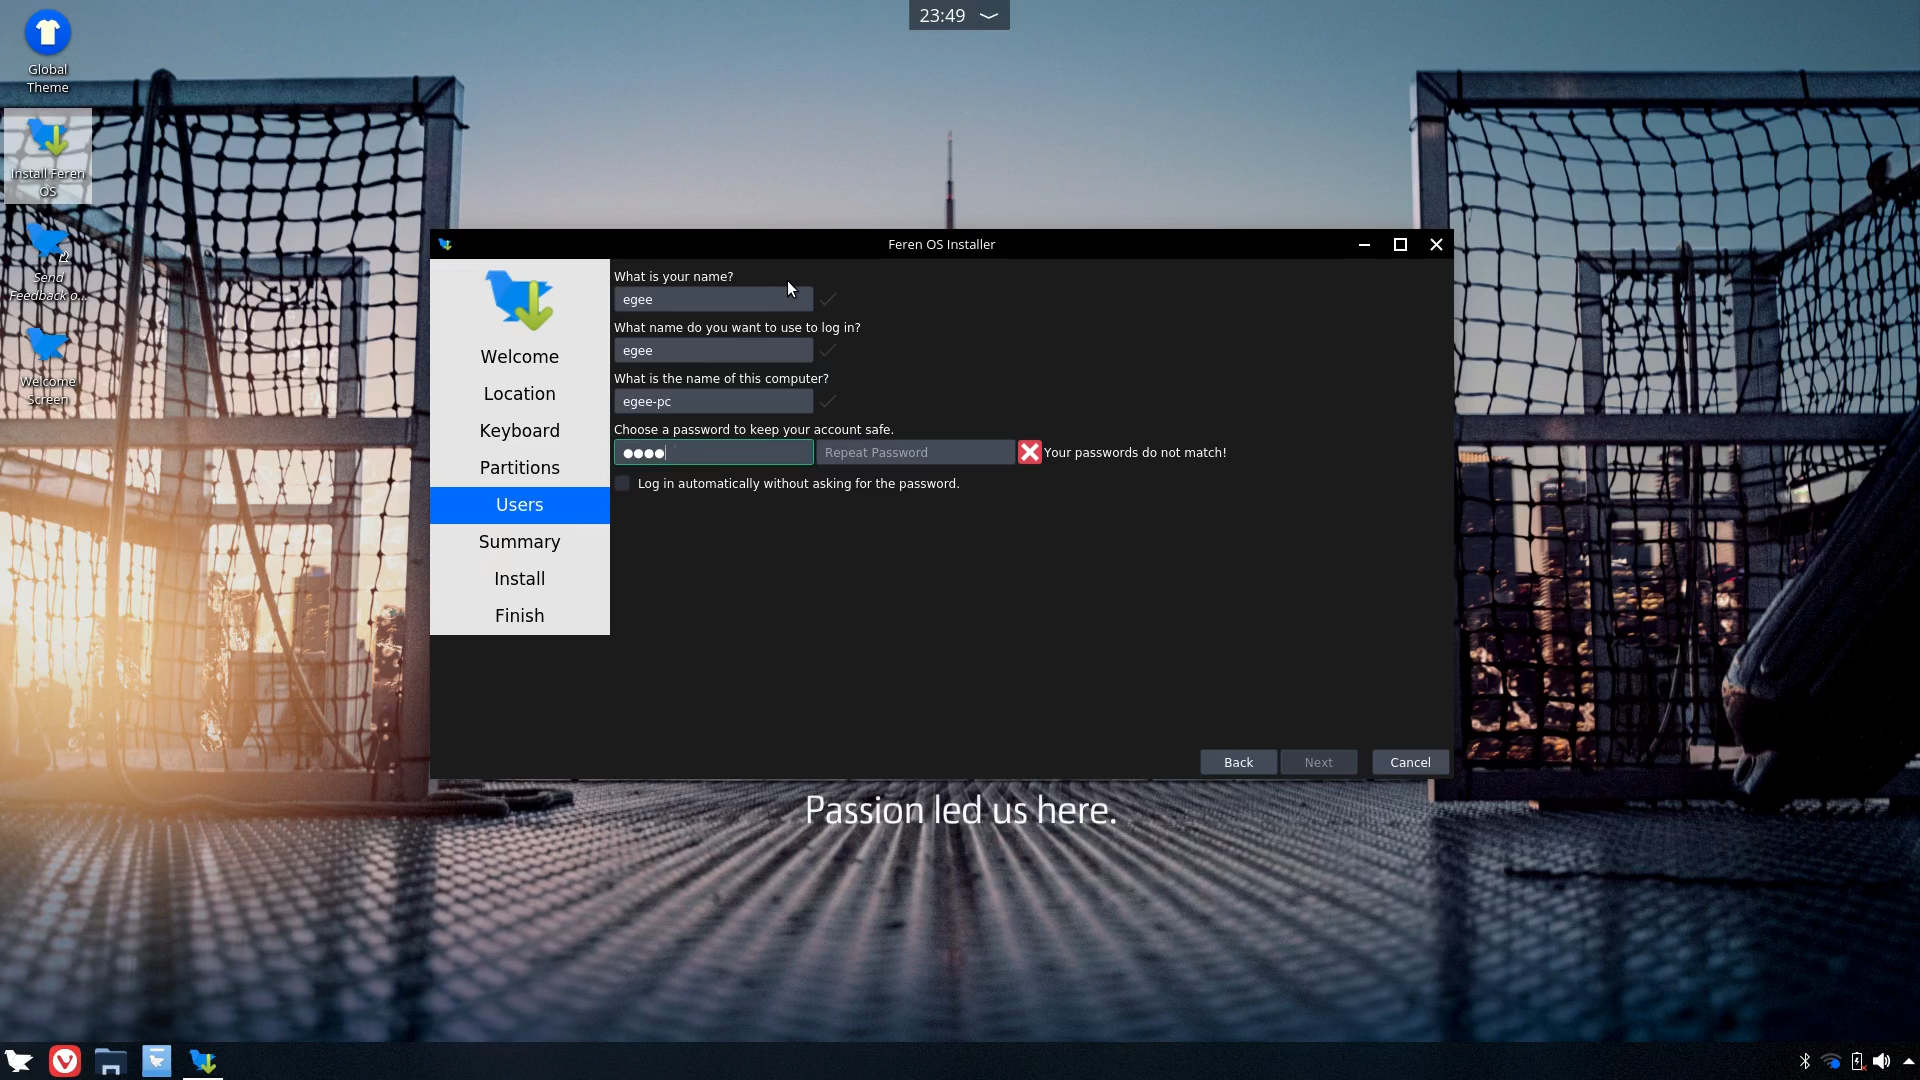 23:49
Global
Theme
Install Feren
OS
Send
Feedback o...
Welcome
Screen
Feren OS Installer
Welcome
Location
Keyboard
Partitions
Users
Summary
Install
Finish
What is your name?
egee
What name do you want to use to log in?
egee
What is the name of this computer?
egee-pc
Choose a password to keep your account safe.
●●●● Repeat Password Your passwords do not match!
Log in automatically without asking for the password.
Back Next Cancel
Passion led us here.